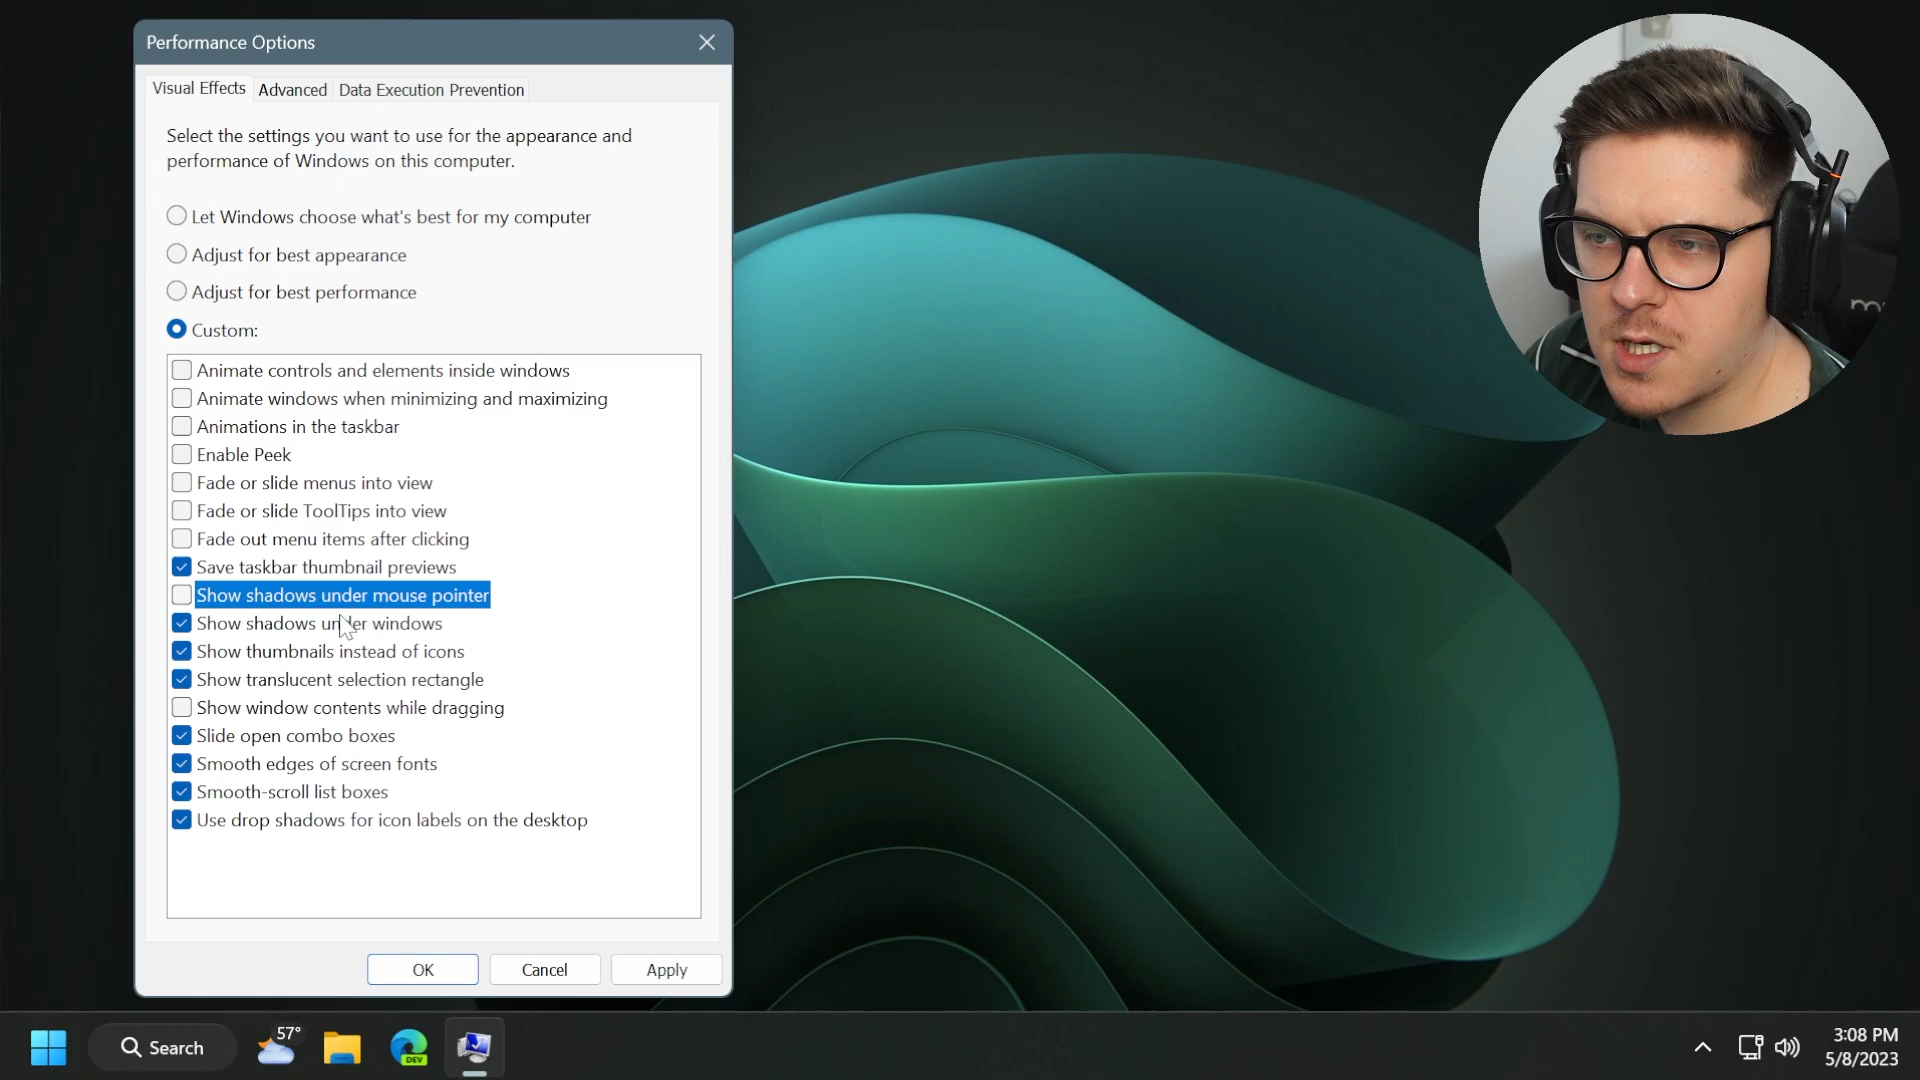 Performance Options
Visual Effects
Advanced
Data Execution Prevention
Select the settings you want to use for the appearance and
performance of Windows on this computer.
Let Windows choose what's best for my computer
Adjust for best appearance
Adjust for best performance
Custom:
Animate controls and elements inside windows
Animate windows when minimizing and maximizing
Animations in the taskbar
Enable Peek
Fade or slide menus into view
Fade or slide ToolTips into view
Fade out menu items after clicking
Save taskbar thumbnail previews
Show shadows under mouse pointer
Show shadows under windows
Show thumbnails instead of icons
Show translucent selection rectangle
Show window contents while dragging
Slide open combo boxes
Smooth edges of screen fonts
Smooth-scroll list boxes
Use drop shadows for icon labels on the desktop
OK
Cancel
Apply
Search
57°
DEV
3:08 PM
5/8/2023